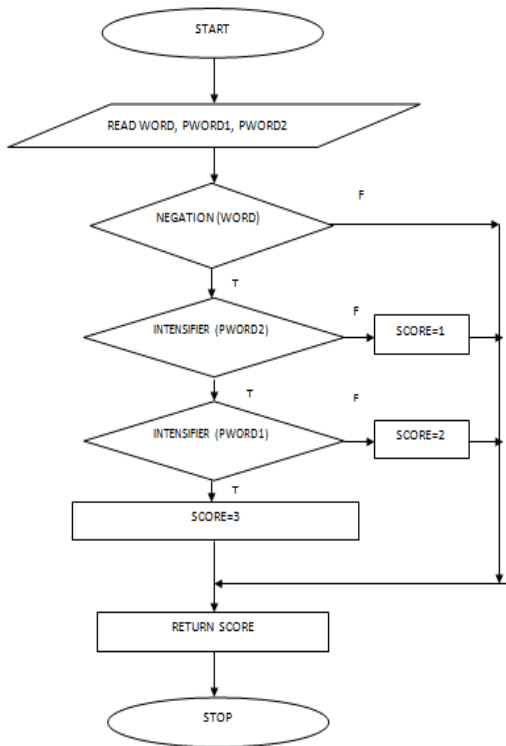 START
READ WORD, PWORD1, PWORD2
F
NEGATION (WORD)
T
INTENSIFIER (PWORD2)
F
SCORE=1
T
F
INTENSIFIER (PWORD1)
SCORE=2
T
SCORE=3
RETURN SCORE
STOP